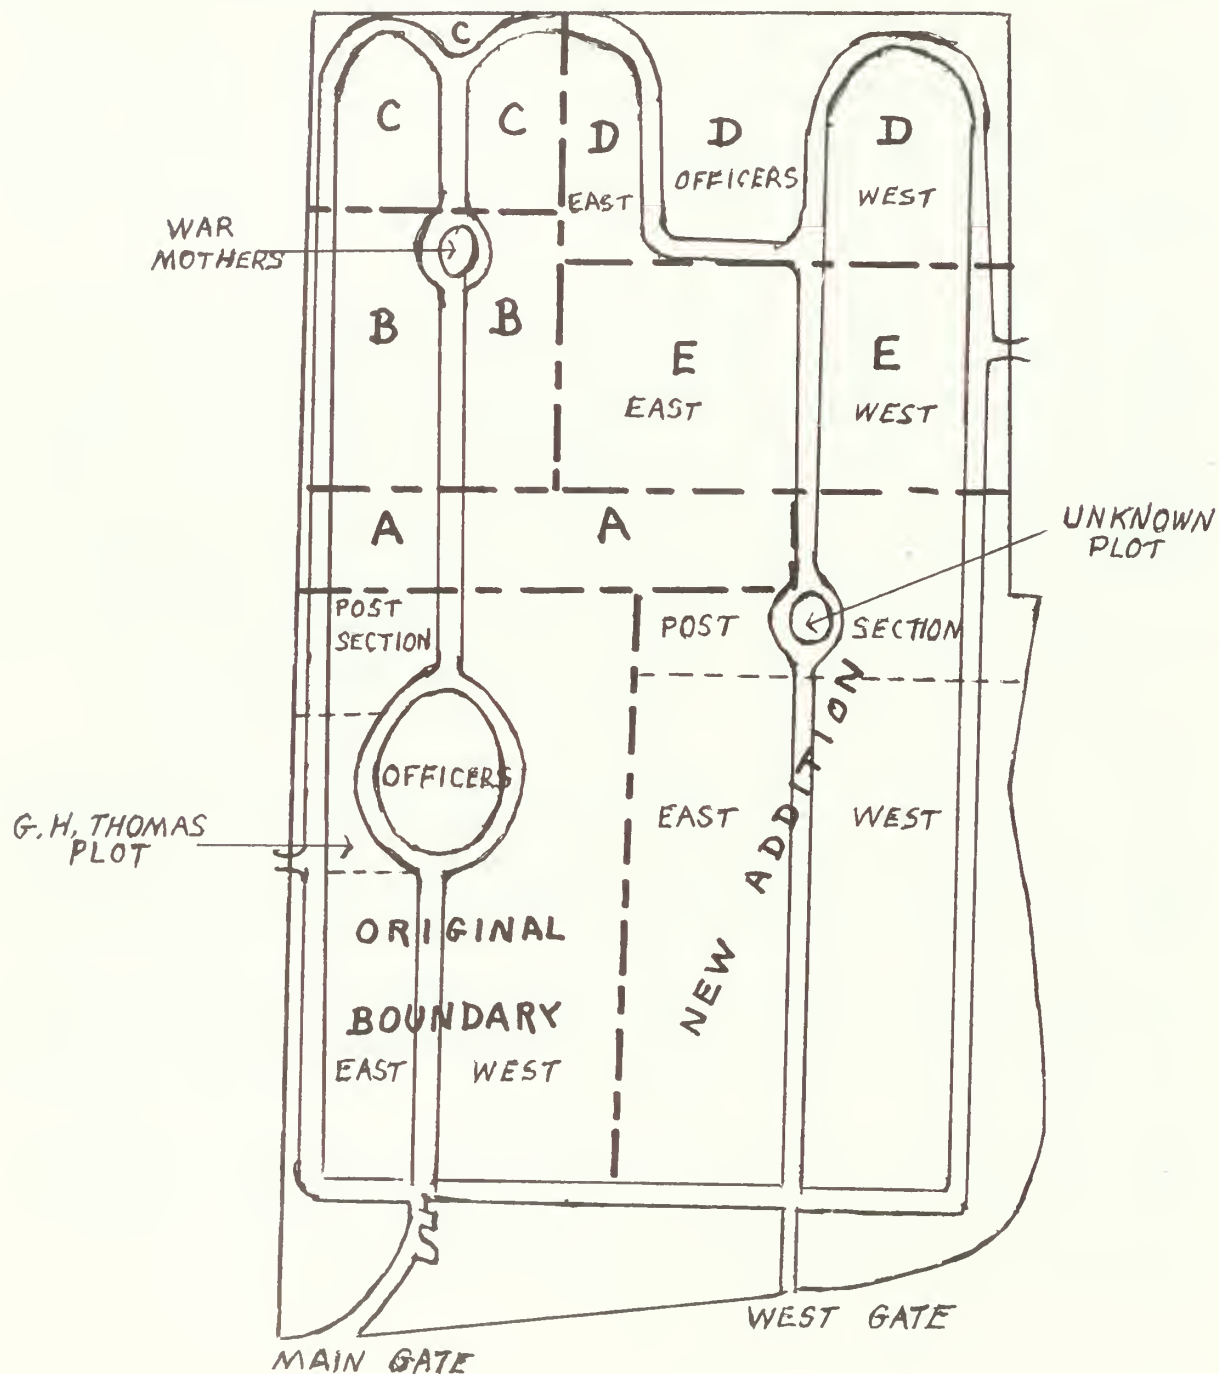 C
C
C
D
EAST
D
OFFICERS
D
WEST
WAR
MOTHERS
B
B
E
EAST
E
WEST
A
A
UNKNOWN
PLOT
POST
SECTION
POST
SECTION
OFFICERS
G. H, THOMAS
PLOT
EAST
WEST
NEW ADDITION
ORIGINAL
BOUNDARY
EAST
WEST
WEST GATE
MAIN GATE